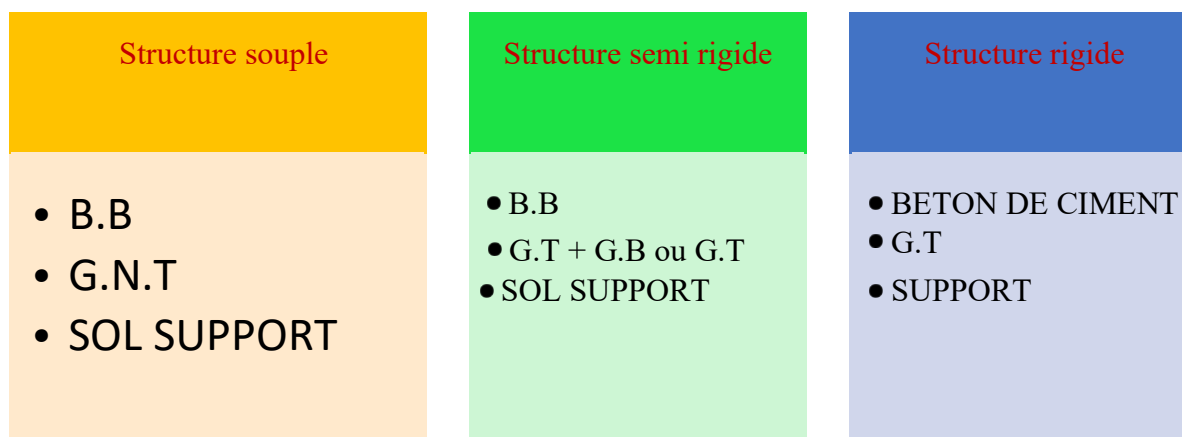 Structure souple
• B.B
• G.N.T
• SOL SUPPORT
Structure semi rigide
• B.B
• G.T + G.B ou G.T
• SOL SUPPORT
Structure rigide
• BETON DE CIMENT
• G.T
• SUPPORT